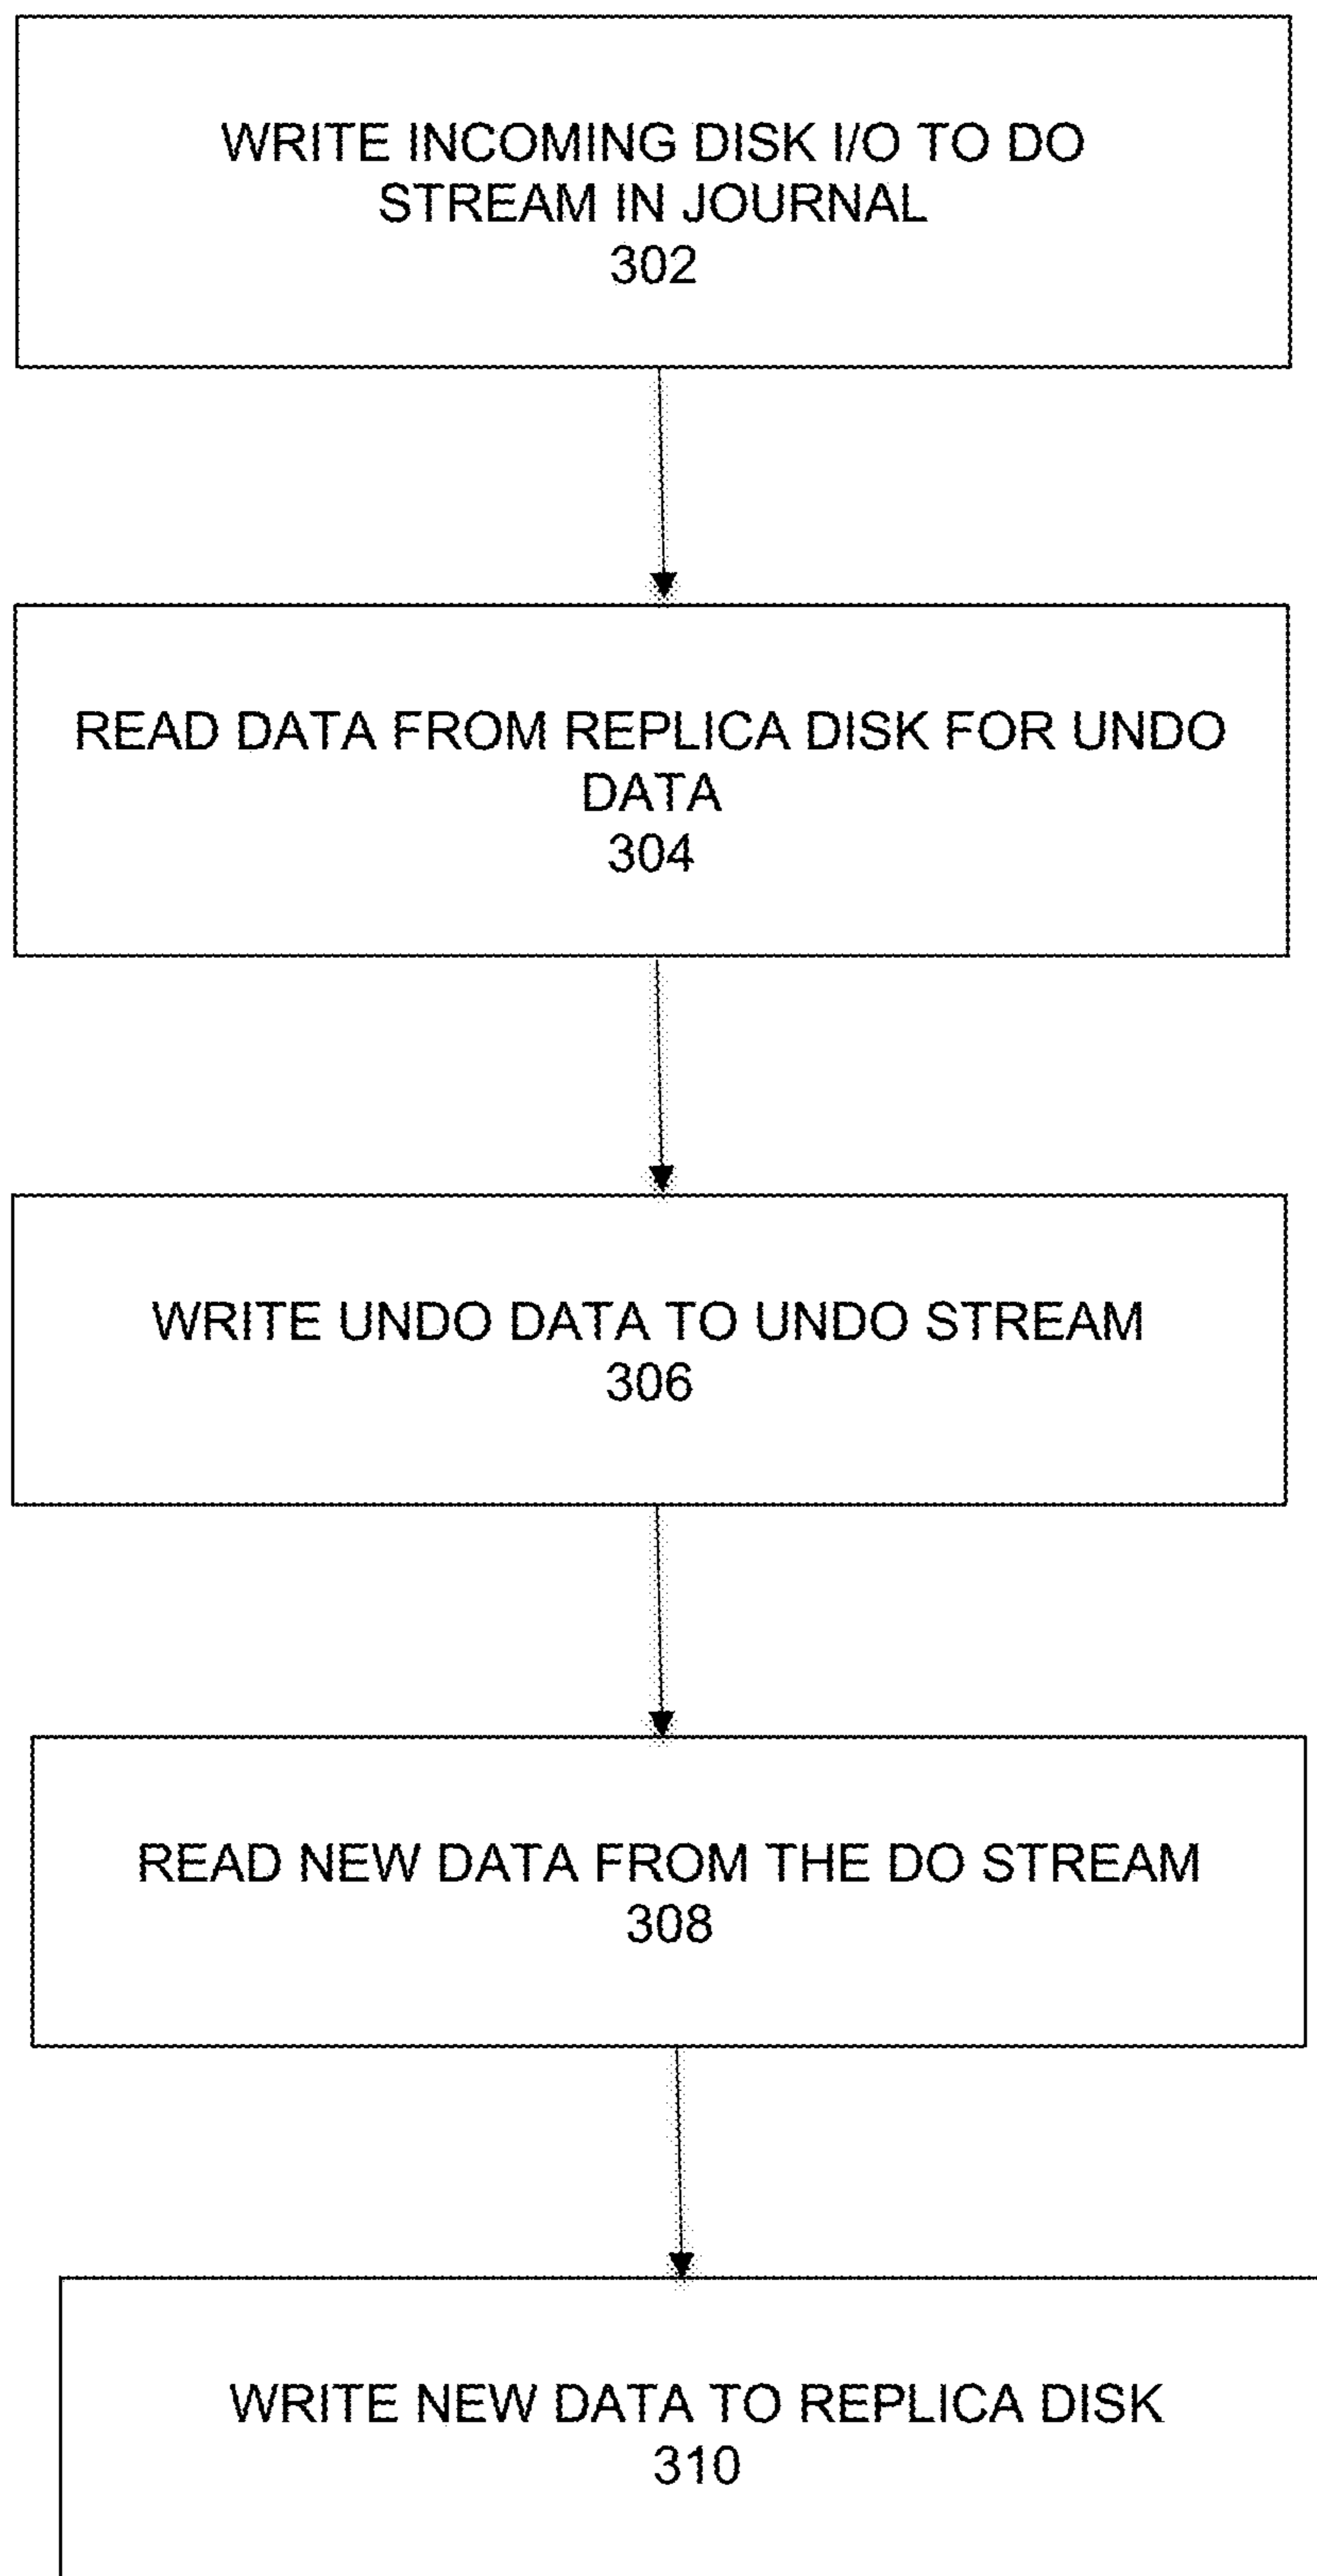 WRITE INCOMING DISK I/O TO DO
STREAM IN JOURNAL
302
READ DATA FROM REPLICA DISK FOR UNDO
DATA
304
WRITE UNDO DATA TO UNDO STREAM
306
READ NEW DATA FROM THE DO STREAM
308
WRITE NEW DATA TO REPLICA DISK
310